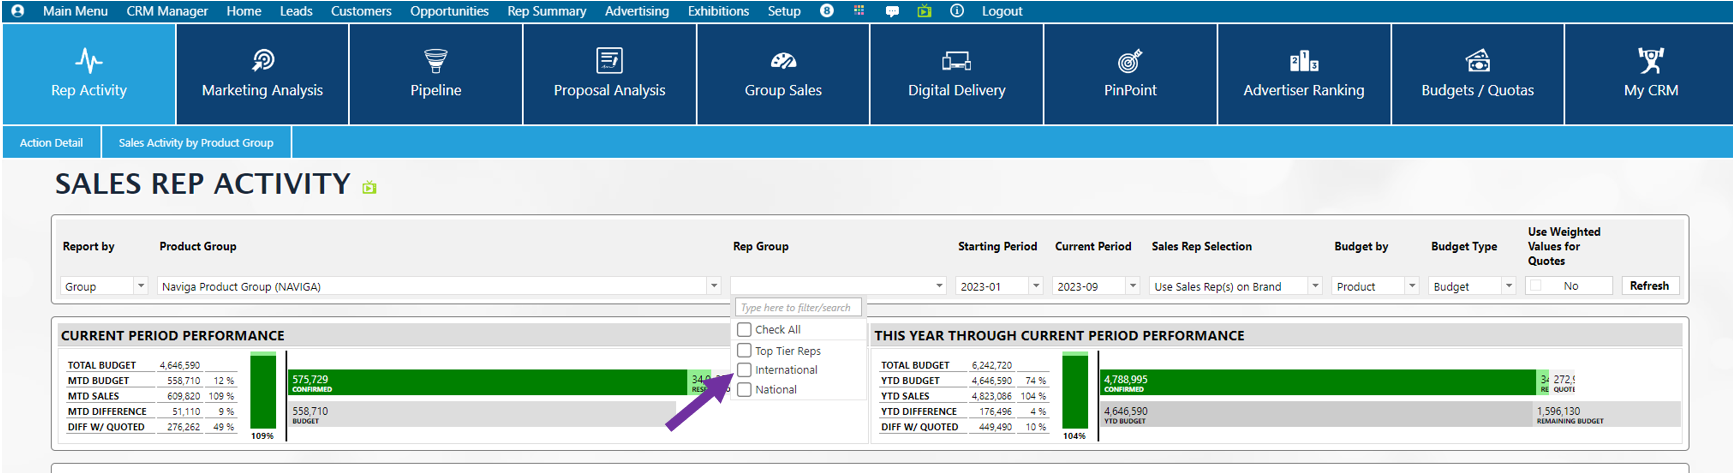 Main Menu CRM Manager Home Leads Customers Opportunities Rep Summary Advertising Exhibitions Setup 8 Logout
Rep Activity Marketing Analysis Pipeline Proposal Analysis Group Sales Digital Delivery PinPoint Advertiser Ranking Budgets / Quotas My CRM
Action Detail Sales Activity by Product Group
SALES REP ACTIVITY
Report by Product Group Rep Group Starting Period Current Period Sales Rep Selection Budget by Budget Type Use Weighted
Values for
Quotes
Group Naviga Product Group (NAVIGA) 2023-01 2023-09 Use Sales Rep(s) on Brand Product Budget No Refresh
Type here to filter/search
Check All
Top Tier Reps
International
National
CURRENT PERIOD PERFORMANCE
TOTAL BUDGET 4,646,590
MTD BUDGET 558,710 12 %
MTD SALES 609,820 109 %
MTD DIFFERENCE 51,110 9 %
DIFF W/ QUOTED 276,262 49 %
109%
575,729
CONFIRMED
558,710
BUDGET
THIS YEAR THROUGH CURRENT PERIOD PERFORMANCE
TOTAL BUDGET 6,242,720
YTD BUDGET 4,646,590 74 %
YTD SALES 4,823,086 104 %
YTD DIFFERENCE 176,496 4 %
DIFF W/ QUOTED 449,490 10 %
104%
4,788,995 34 272,9
CONFIRMED RE QUOTE
4,646,590 1,596,130
YTD BUDGET REMAINING BUDGET